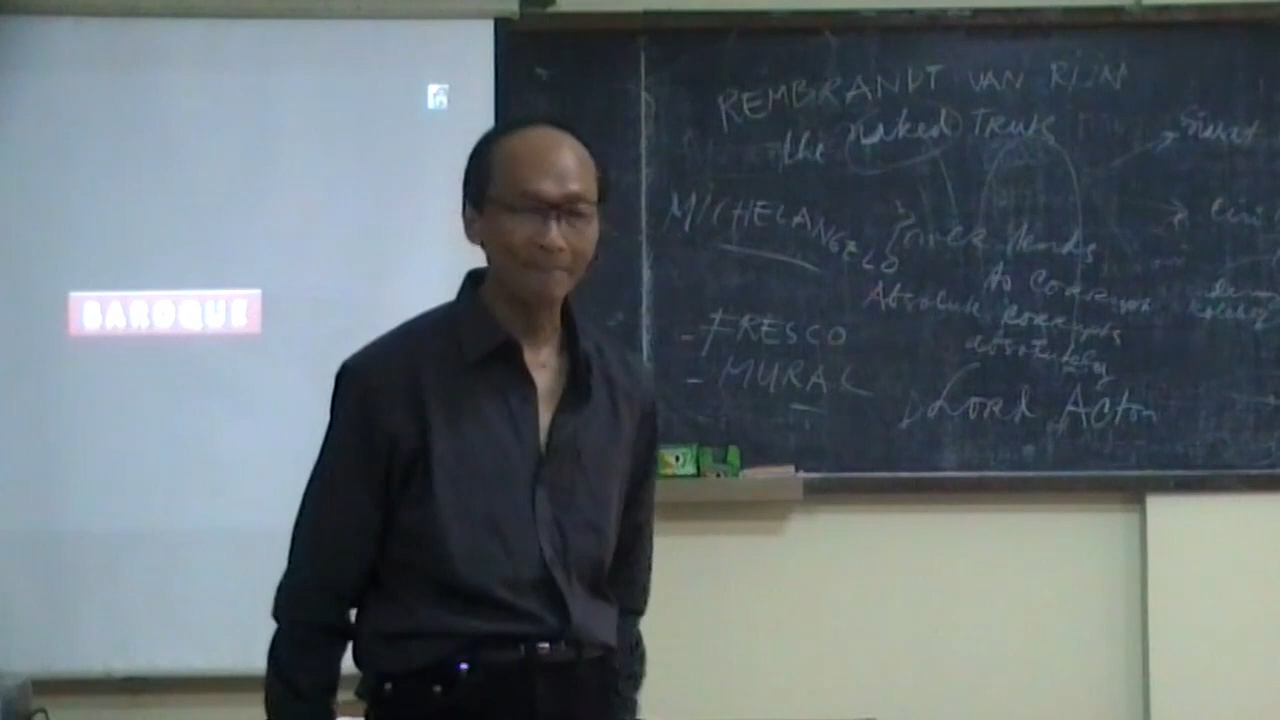 BAROQUE
REMBRANDT VAN RIJN
the naked Truth
MICHELANGELO
Power tends
to corrupt
Absolute corrupts
absolutely
Lord Acton
- FRESCO
- MURAL